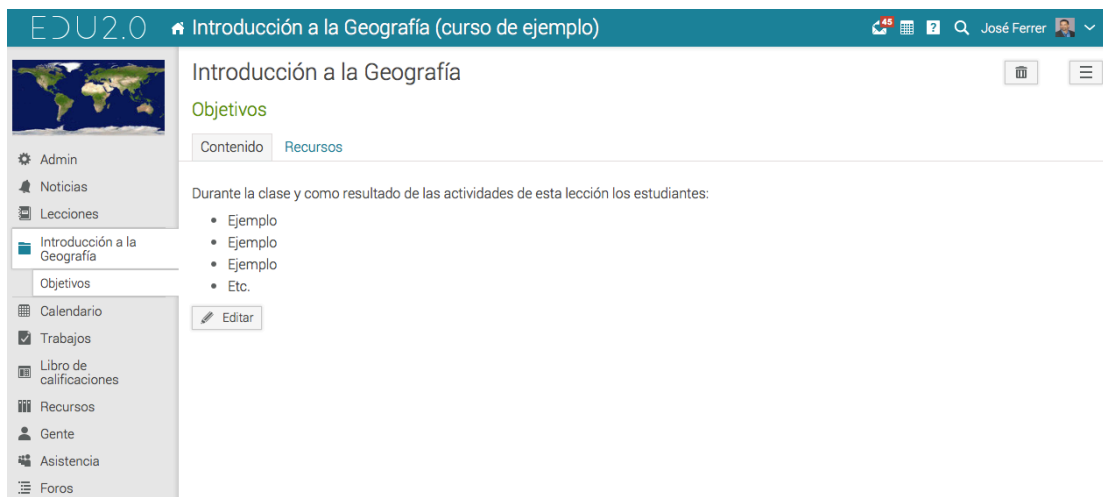 EDU2.0
Introducción a la Geografía (curso de ejemplo)
45
?
José Ferrer
Admin
Noticias
Lecciones
Introducción a la
Geografía
Objetivos
Calendario
Trabajos
Libro de
calificaciones
Recursos
Gente
Asistencia
Foros
Introducción a la Geografía
Objetivos
Contenido Recursos
Durante la clase y como resultado de las actividades de esta lección los estudiantes:
• Ejemplo
• Ejemplo
• Ejemplo
• Etc.
Editar